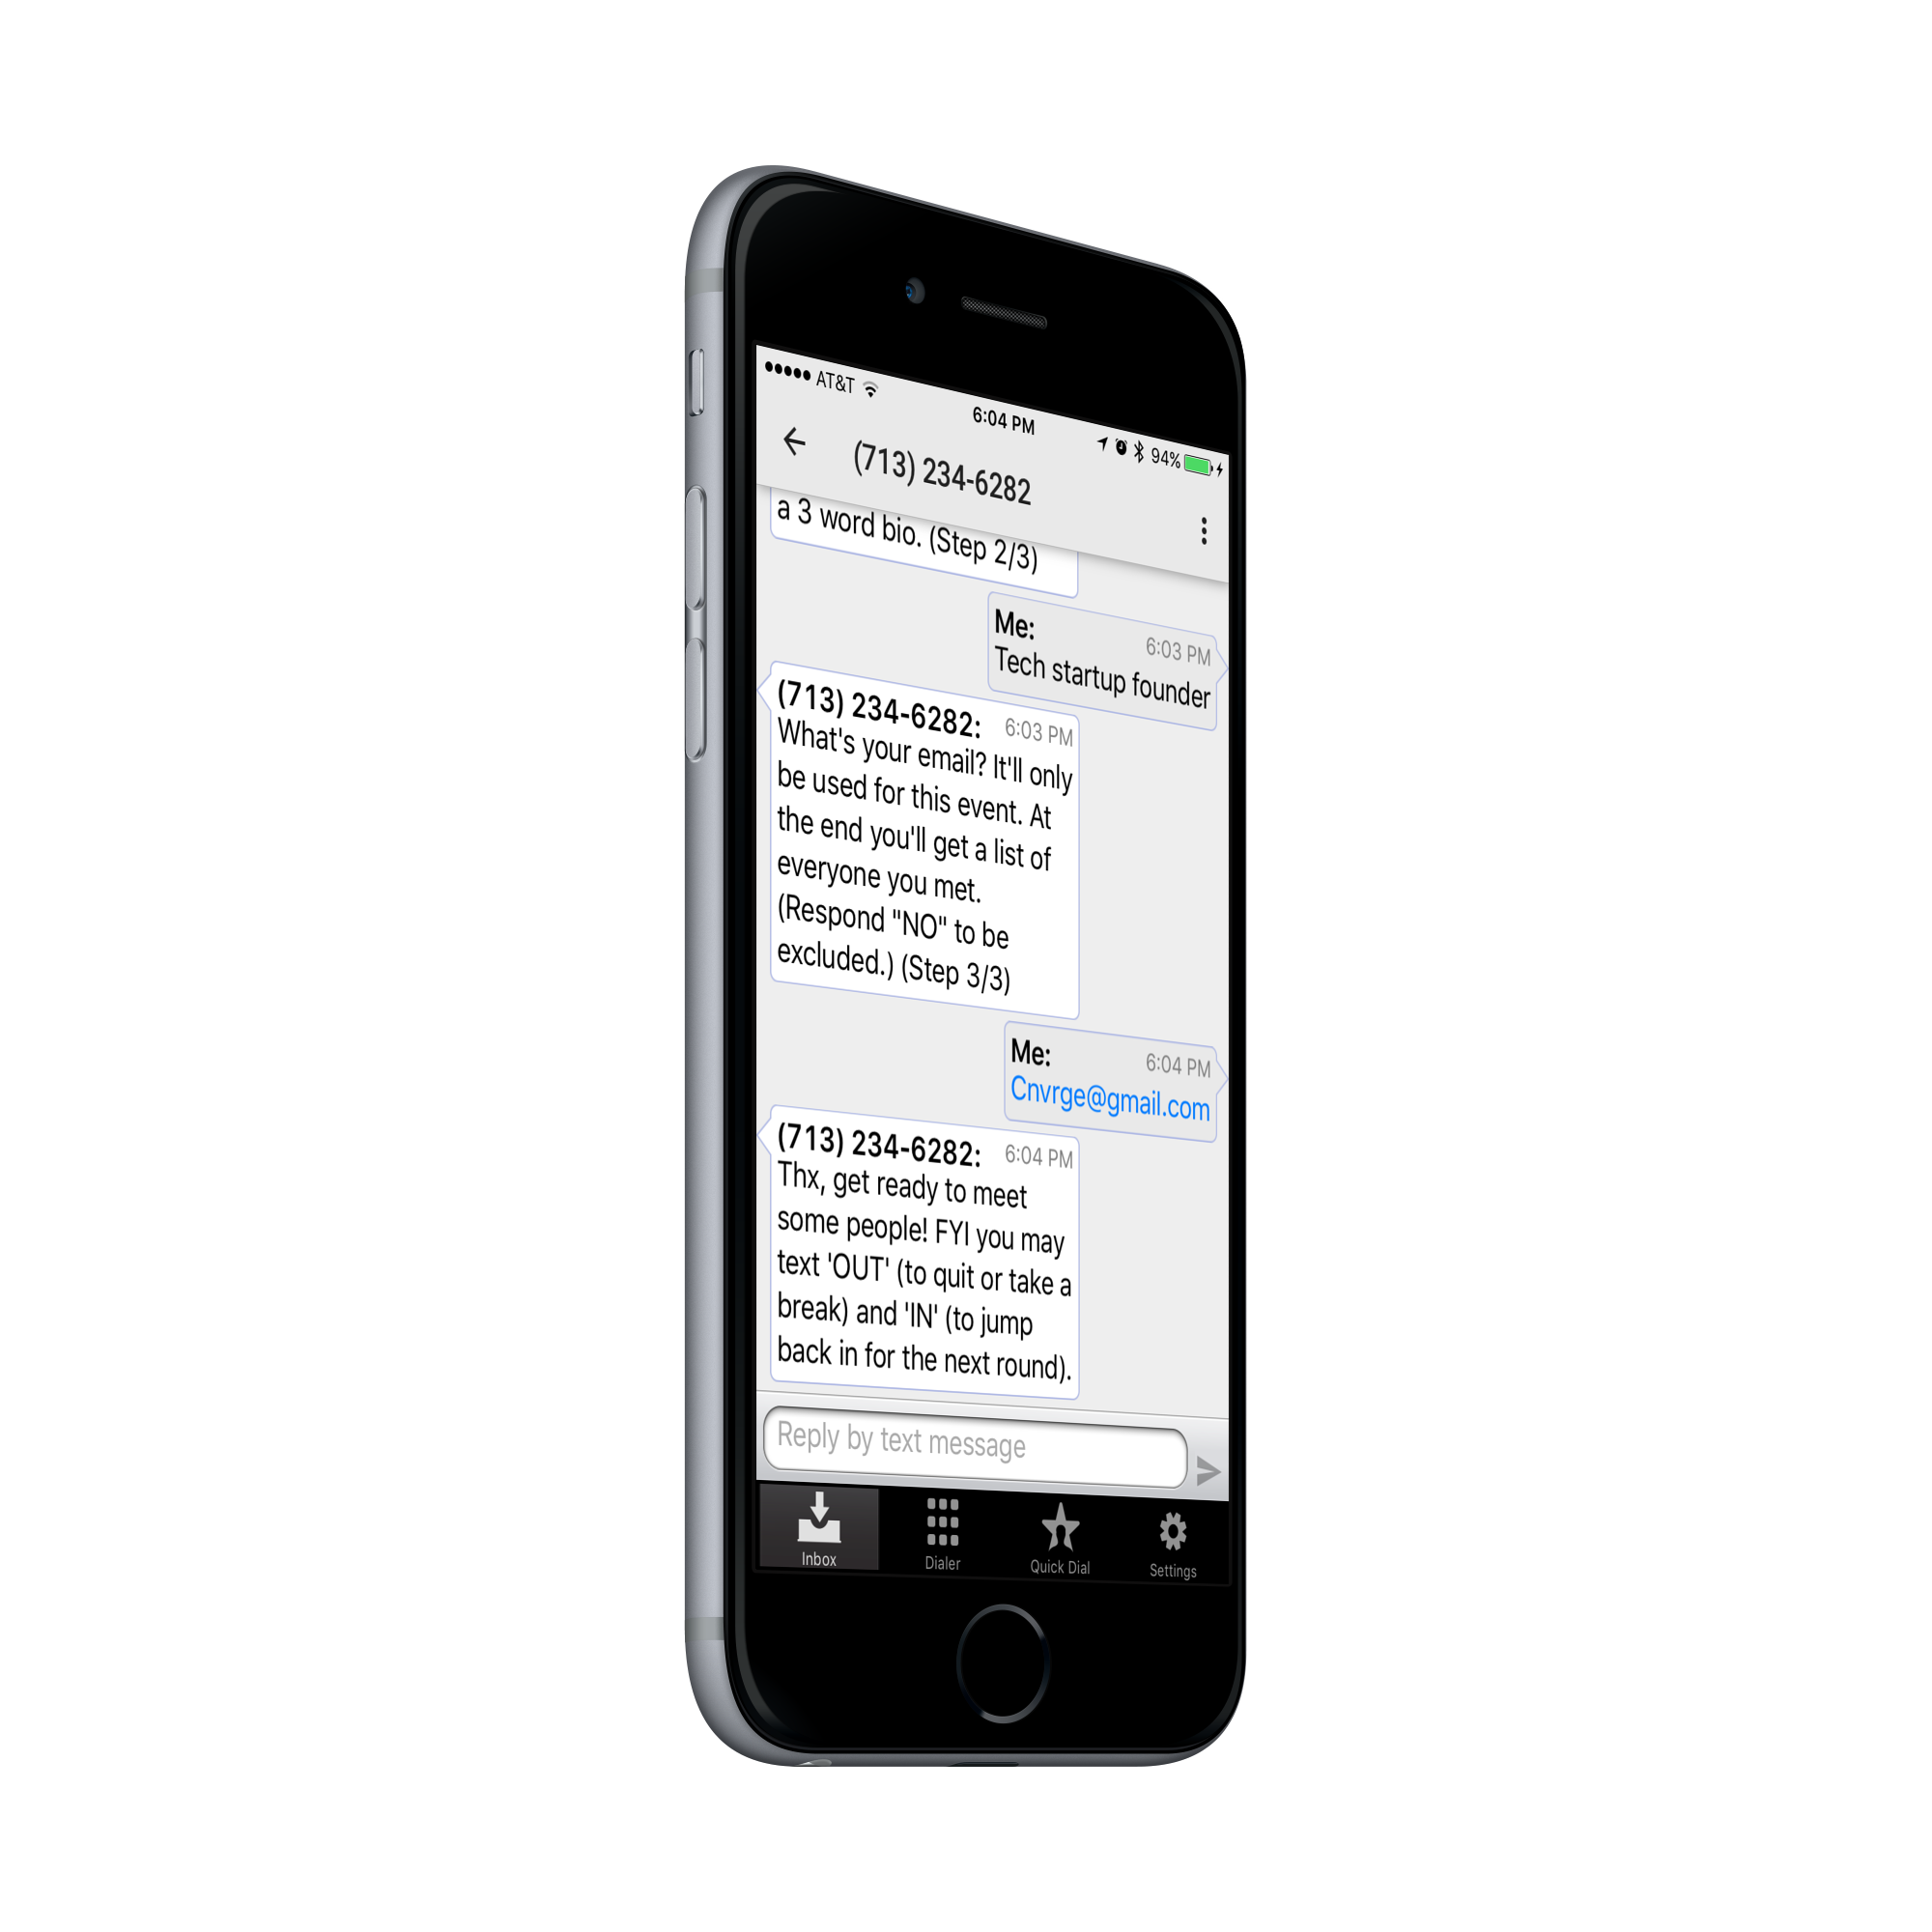 AT&T
6:04 PM
94%
(713) 234-6282
a 3 word bio. (Step 2/3)
Me:
6:03 PM
Tech startup founder
(713) 234-6282:
6:03 PM
What's your email? It'll only
be used for this event. At
the end you'll get a list of
everyone you met.
(Respond "NO" to be
excluded.) (Step 3/3)
Me:
6:04 PM
Cnvrge@gmail.com
(713) 234-6282:
6:04 PM
Thx, get ready to meet
some people! FYI you may
text 'OUT' (to quit or take a
break) and 'IN' (to jump
back in for the next round).
Reply by text message
Inbox
Dialer
Quick Dial
Settings